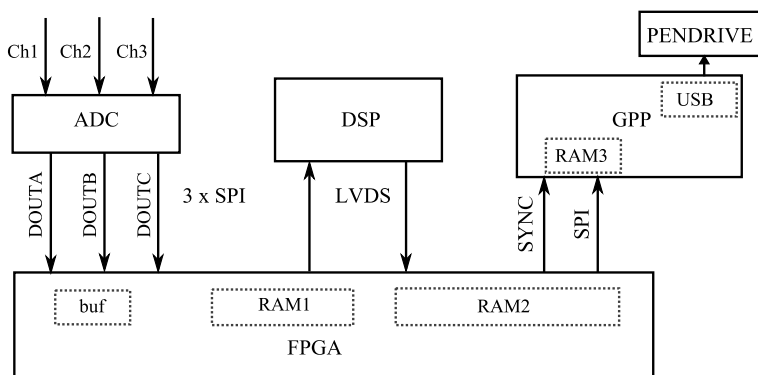 PENDRIVE
Ch1
Ch2
Ch3
USB
ADC
DSP
GPP
RAM3
DOUTA
DOUTB
DOUTC
3 x SPI
LVDS
SYNC
SPI
buf
RAM1
RAM2
FPGA